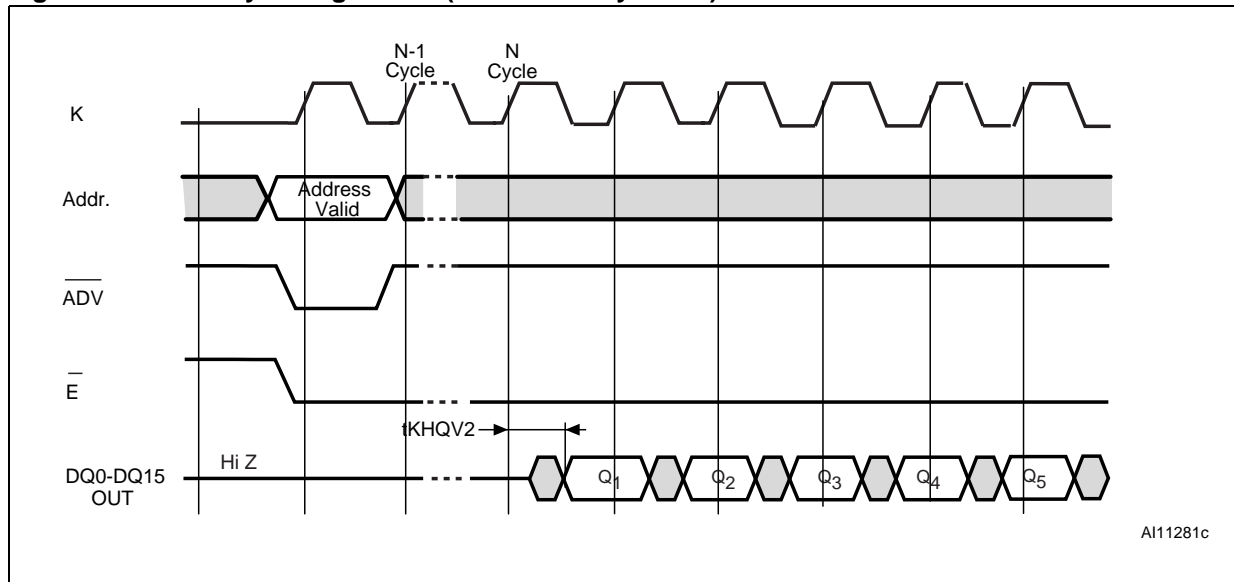 N-1
Cycle
N
Cycle
K
Addr.
Address
Valid
ADV
E
tKHQV2
Hi Z
DQ0-DQ15
OUT
Q1
Q2
Q3
Q4
Q5
AI11281c